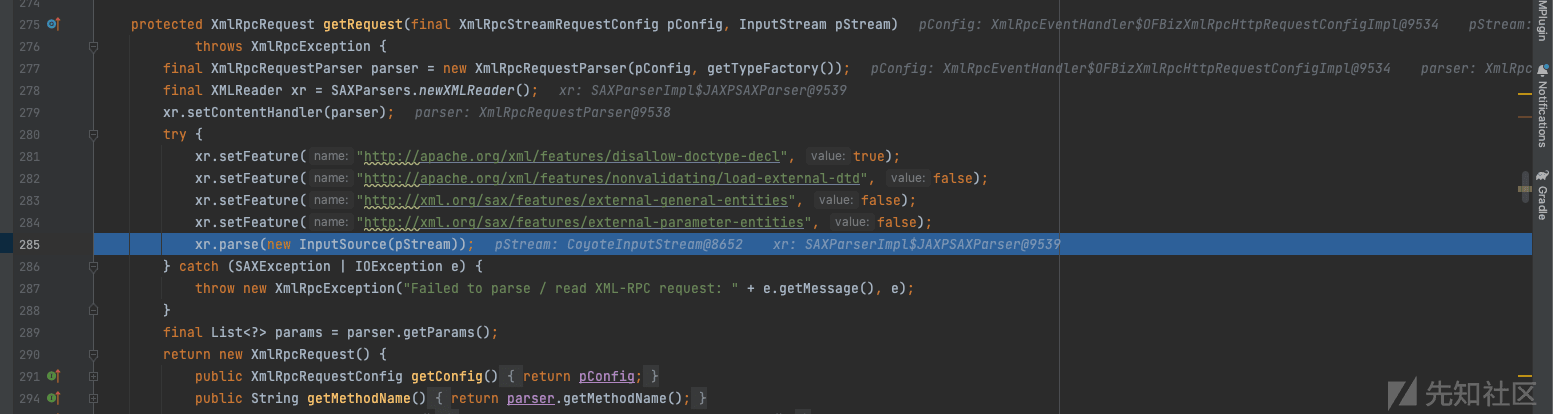 274
275 protected XmlRpcRequest getRequest(final XmlRpcStreamRequestConfig pConfig, InputStream pStream) pConfig: XmlRpcEventHandler$OFBizXmlRpcHttpRequestConfigImpl@9534 pStream:
276 throws XmlRpcException {
277 final XmlRpcRequestParser parser = new XmlRpcRequestParser(pConfig, getTypeFactory()); pConfig: XmlRpcEventHandler$OFBizXmlRpcHttpRequestConfigImpl@9534 parser: XmlRpc
278 final XMLReader xr = SAXParsers.newXMLReader(); xr: SAXParserImpl$JAXPSAXParser@9539
279 xr.setContentHandler(parser); parser: XmlRpcRequestParser@9538
280 try {
281 xr.setFeature( name: "http://apache.org/xml/features/disallow-doctype-decl", value: true);
282 xr.setFeature( name: "http://apache.org/xml/features/nonvalidating/load-external-dtd", value: false);
283 xr.setFeature( name: "http://xml.org/sax/features/external-general-entities", value: false);
284 xr.setFeature( name: "http://xml.org/sax/features/external-parameter-entities", value: false);
285 xr.parse(new InputSource(pStream)); pStream: CoyoteInputStream@8652 xr: SAXParserImpl$JAXPSAXParser@9539
286 } catch (SAXException | IOException e) {
287 throw new XmlRpcException("Failed to parse / read XML-RPC request: " + e.getMessage(), e);
288 }
289 final List<?> params = parser.getParams();
290 return new XmlRpcRequest() {
291 public XmlRpcRequestConfig getConfig() { return pConfig; }
294 public String getMethodName() { return parser.getMethodName(); }
MPlugin
Notifications
Gradle
先知社区